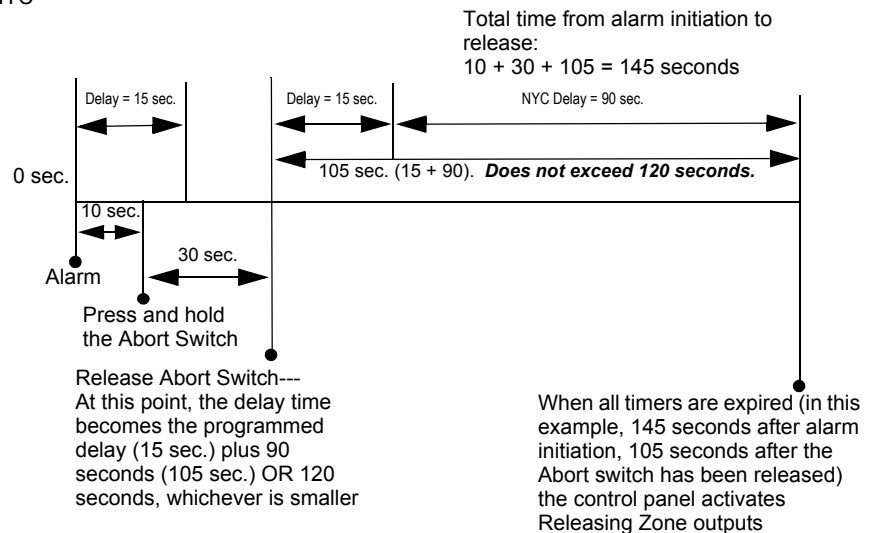 Total time from alarm initiation to
release:
10 + 30 + 105 = 145 seconds
Delay = 15 sec.
Delay = 15 sec.
NYC Delay = 90 sec.
0 sec.
105 sec. (15 + 90). Does not exceed 120 seconds.
10 sec.
30 sec.
Alarm
Press and hold
the Abort Switch
Release Abort Switch---
At this point, the delay time
becomes the programmed
delay (15 sec.) plus 90
seconds (105 sec.) OR 120
seconds, whichever is smaller
When all timers are expired (in this
example, 145 seconds after alarm
initiation, 105 seconds after the
Abort switch has been released)
the control panel activates
Releasing Zone outputs